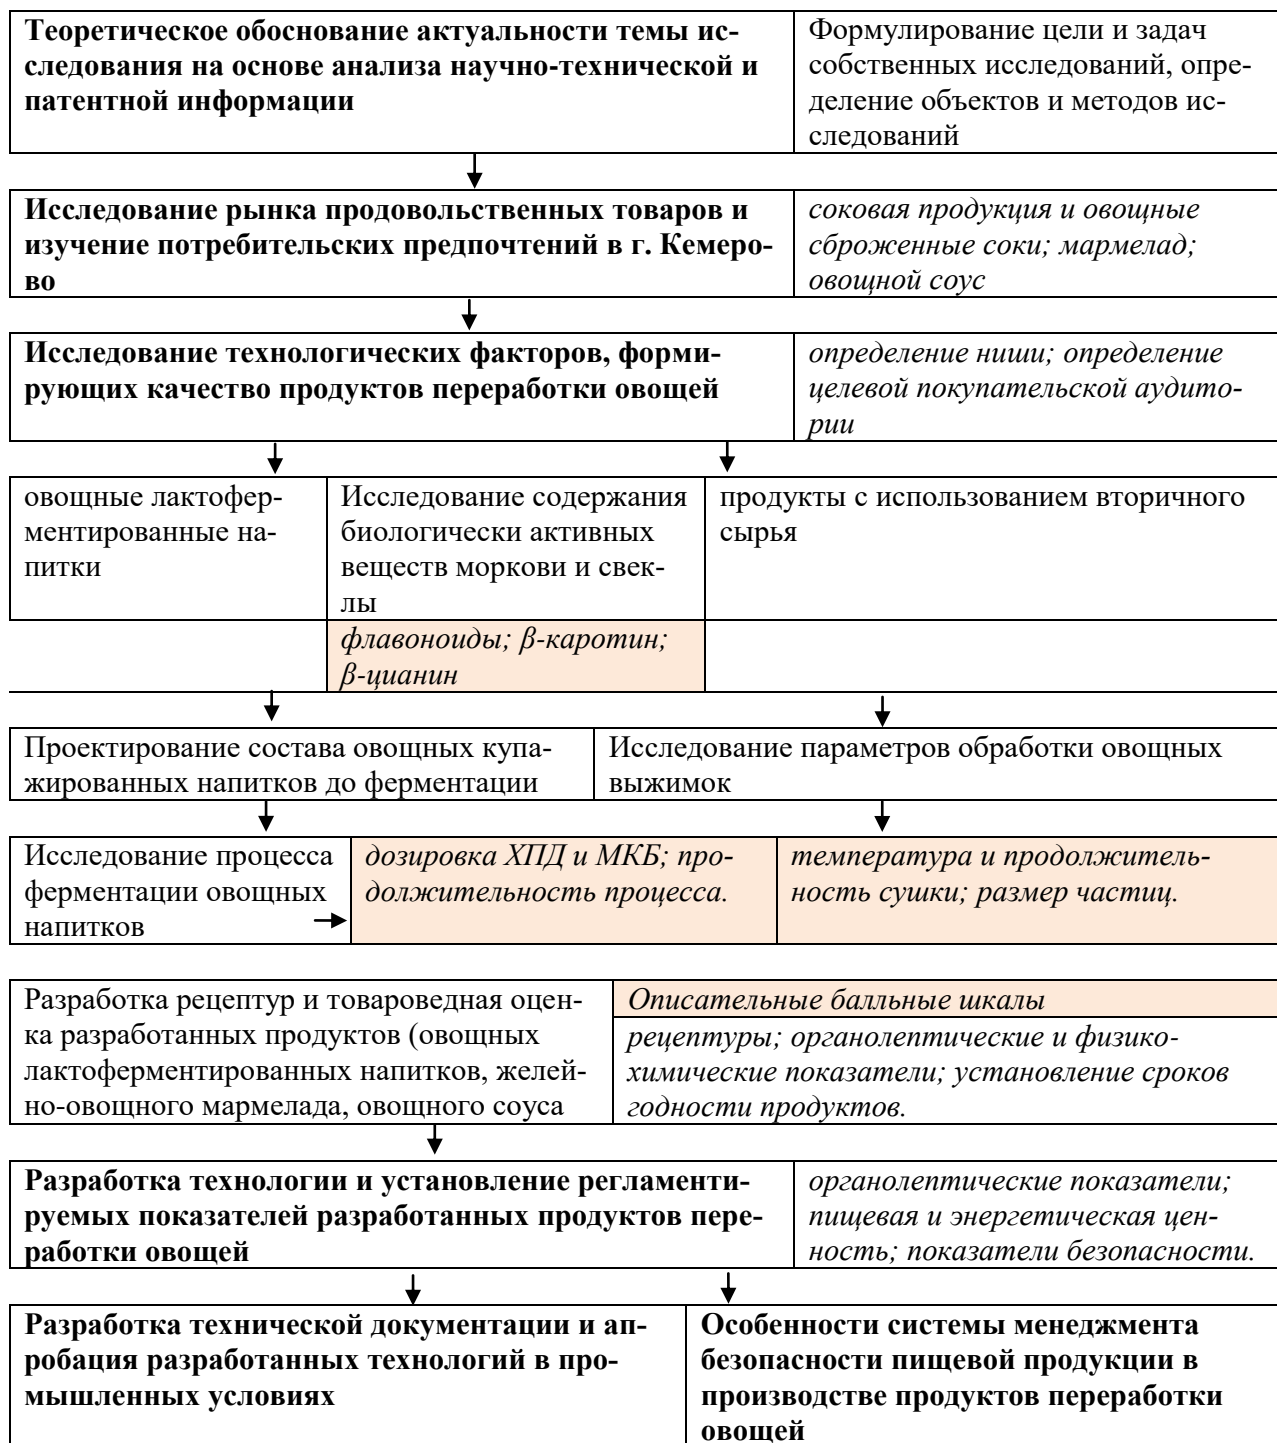 Теоретическое обоснование актуальности темы ис-
следования на основе анализа научно-технической и
патентной информации
Формулирование цели и задач
собственных исследований, опре-
деление объектов и методов ис-
следований
Исследование рынка продовольственных товаров и
изучение потребительских предпочтений в г. Кемеро-
во
соковая продукция и овощные
сброженные соки; мармелад;
овощной соус
Исследование технологических факторов, форми-
рующих качество продуктов переработки овощей
определение ниши; определение
целевой покупательской аудито-
рии
овощные лактофер-
ментированные на-
питки
Исследование содержания
биологически активных
веществ моркови и свек-
лы
продукты с использованием вторичного
сырья
флавоноиды; β-каротин;
β-цианин
Проектирование состава овощных купа-
жированных напитков до ферментации
Исследование параметров обработки овощных
выжимок
Исследование процесса
ферментации овощных
напитков
дозировка ХПД и МКБ; про-
должительность процесса.
температура и продолжитель-
ность сушки; размер частиц.
Разработка рецептур и товароведная оцен-
ка разработанных продуктов (овощных
лактоферментированных напитков, желей-
но-овощного мармелада, овощного соуса
Описательные балльные шкалы
рецептуры; органолептические и физико-
химические показатели; установление сроков
годности продуктов.
Разработка технологии и установление регламенти-
руемых показателей разработанных продуктов пере-
работки овощей
органолептические показатели;
пищевая и энергетическая цен-
ность; показатели безопасности.
Разработка технической документации и ап-
робация разработанных технологий в про-
мышленных условиях
Особенности системы менеджмента
безопасности пищевой продукции в
производстве продуктов переработки
овощей